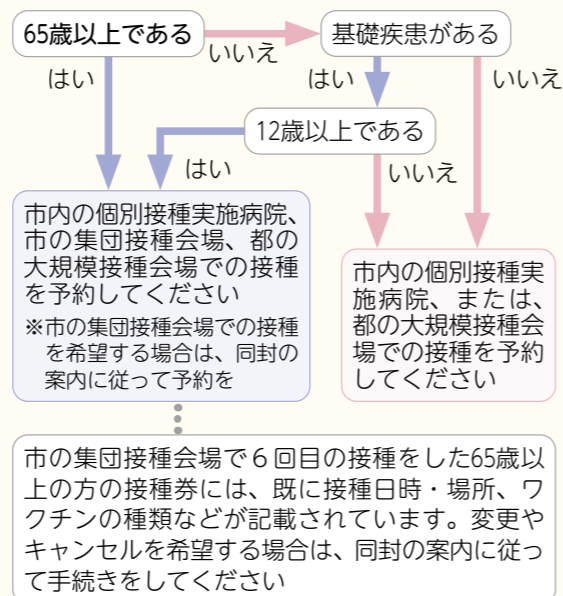 65歳以上である
いいえ
基礎疾患がある
はい
はい
いいえ
12歳以上である
はい
いいえ
市内の個別接種実施病院、
市の集団接種会場、都の
大規模接種会場での接種
を予約してください
※市の集団接種会場での接種
を希望する場合は、同封の
案内に従って予約を
市内の個別接種実
施病院、または、
都の大規模接種会
場での接種を予約
してください
市の集団接種会場で6回目の接種をした65歳以
上の方の接種券には、既に接種日時・場所、ワ
クチンの種類などが記載されています。変更や
キャンセルを希望する場合は、同封の案内に従っ
て手続きをしてください